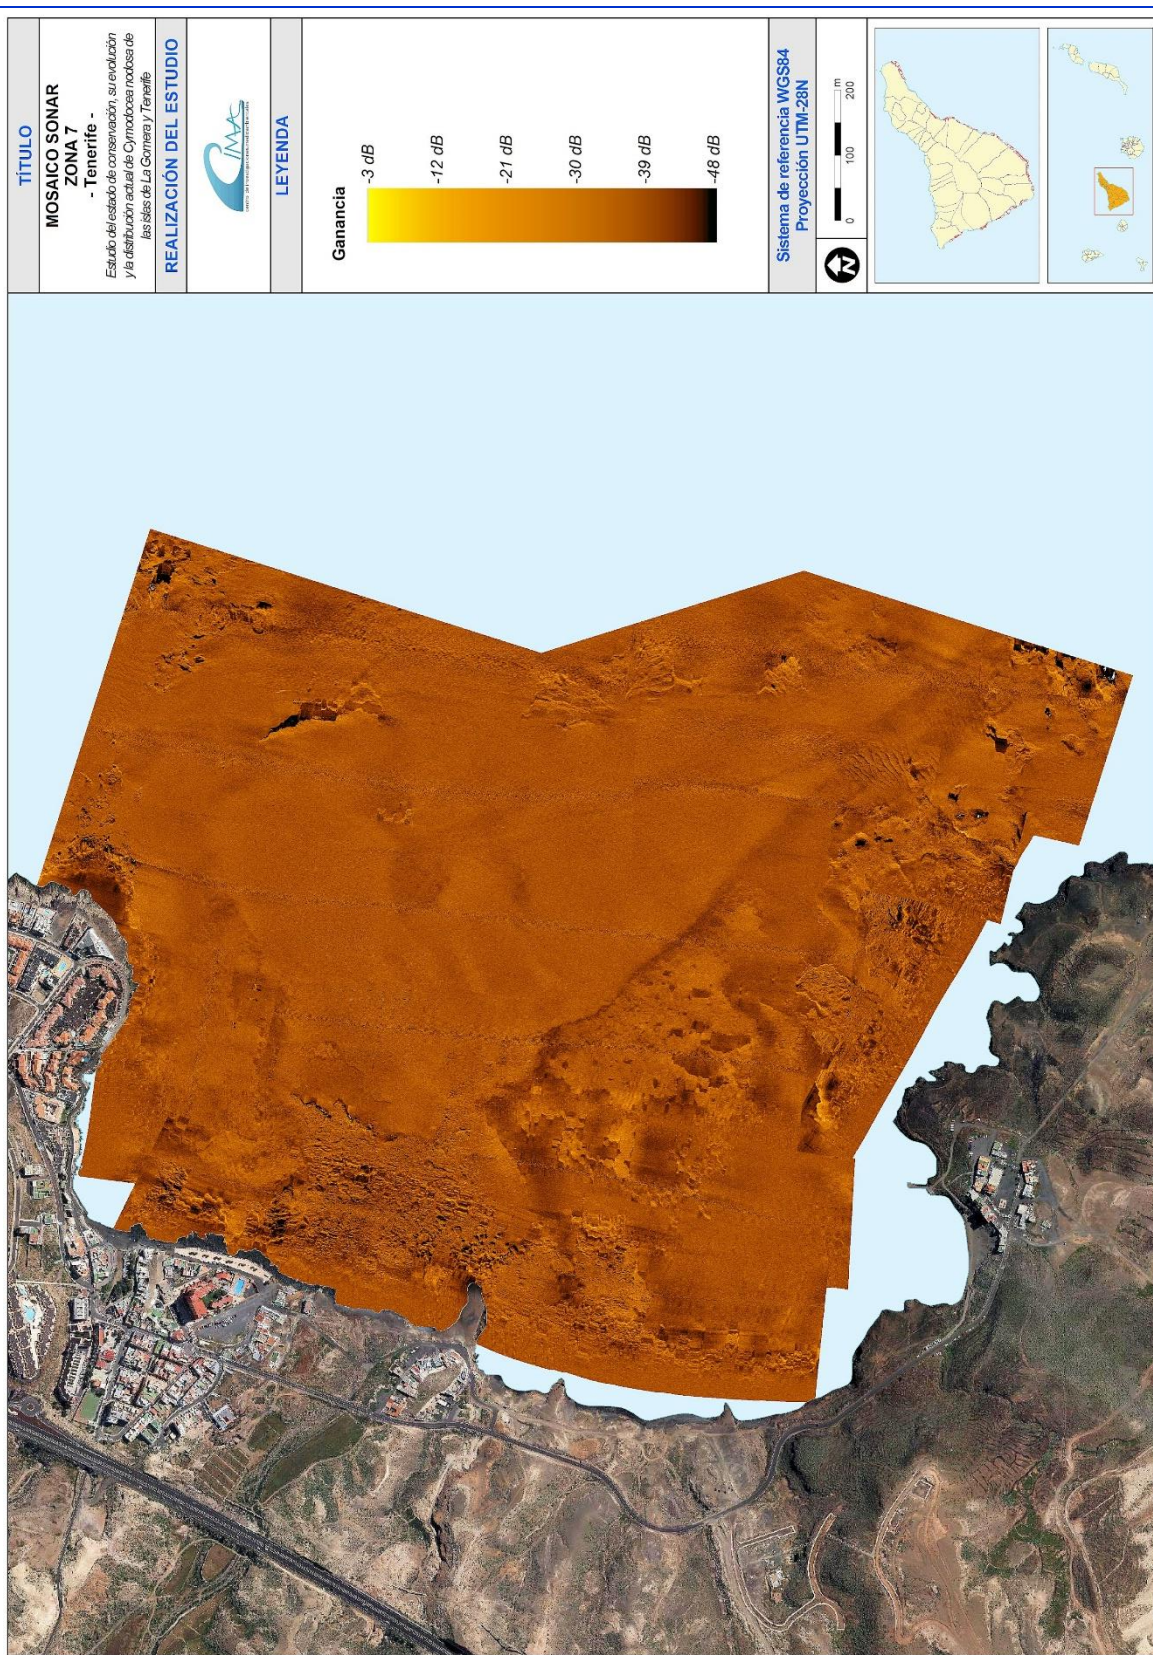 TÍTULO
MOSAICO SONAR
ZONA 7
- Tenerife -
Estudio del estado de conservación, su evolución
y la distribución actual de Cymodocea nodosa de
las islas de La Gomera y Tenerife
REALIZACIÓN DEL ESTUDIO
CIMA
LEYENDA
Ganancia
-3 dB
-12 dB
-21 dB
-30 dB
-39 dB
-48 dB
Sistema de referencia WGS84
Proyección UTM-28N
N
0 100 200 m